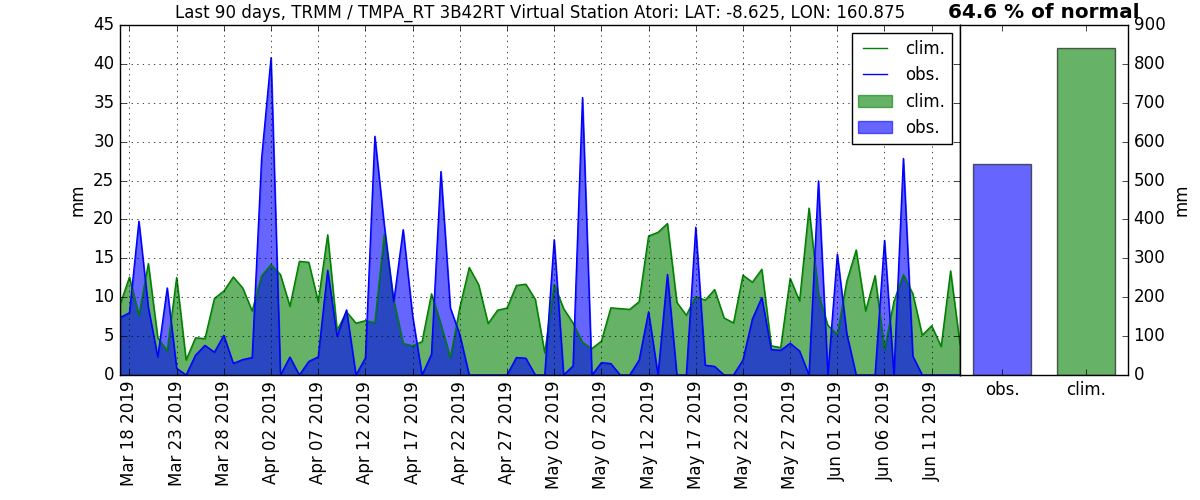 Last 90 days, TRMM / TMPA_RT 3B42RT Virtual Station Atori: LAT: -8.625, LON: 160.875
64.6 % of normal
45
40
35
30
25
20
15
10
5
0
mm
clim.
obs.
clim.
obs.
900
800
700
600
500
400
300
200
100
0
mm
Mar 18 2019
Mar 23 2019
Mar 28 2019
Apr 02 2019
Apr 07 2019
Apr 12 2019
Apr 17 2019
Apr 22 2019
Apr 27 2019
May 02 2019
May 07 2019
May 12 2019
May 17 2019
May 22 2019
May 27 2019
Jun 01 2019
Jun 06 2019
Jun 11 2019
obs.
clim.